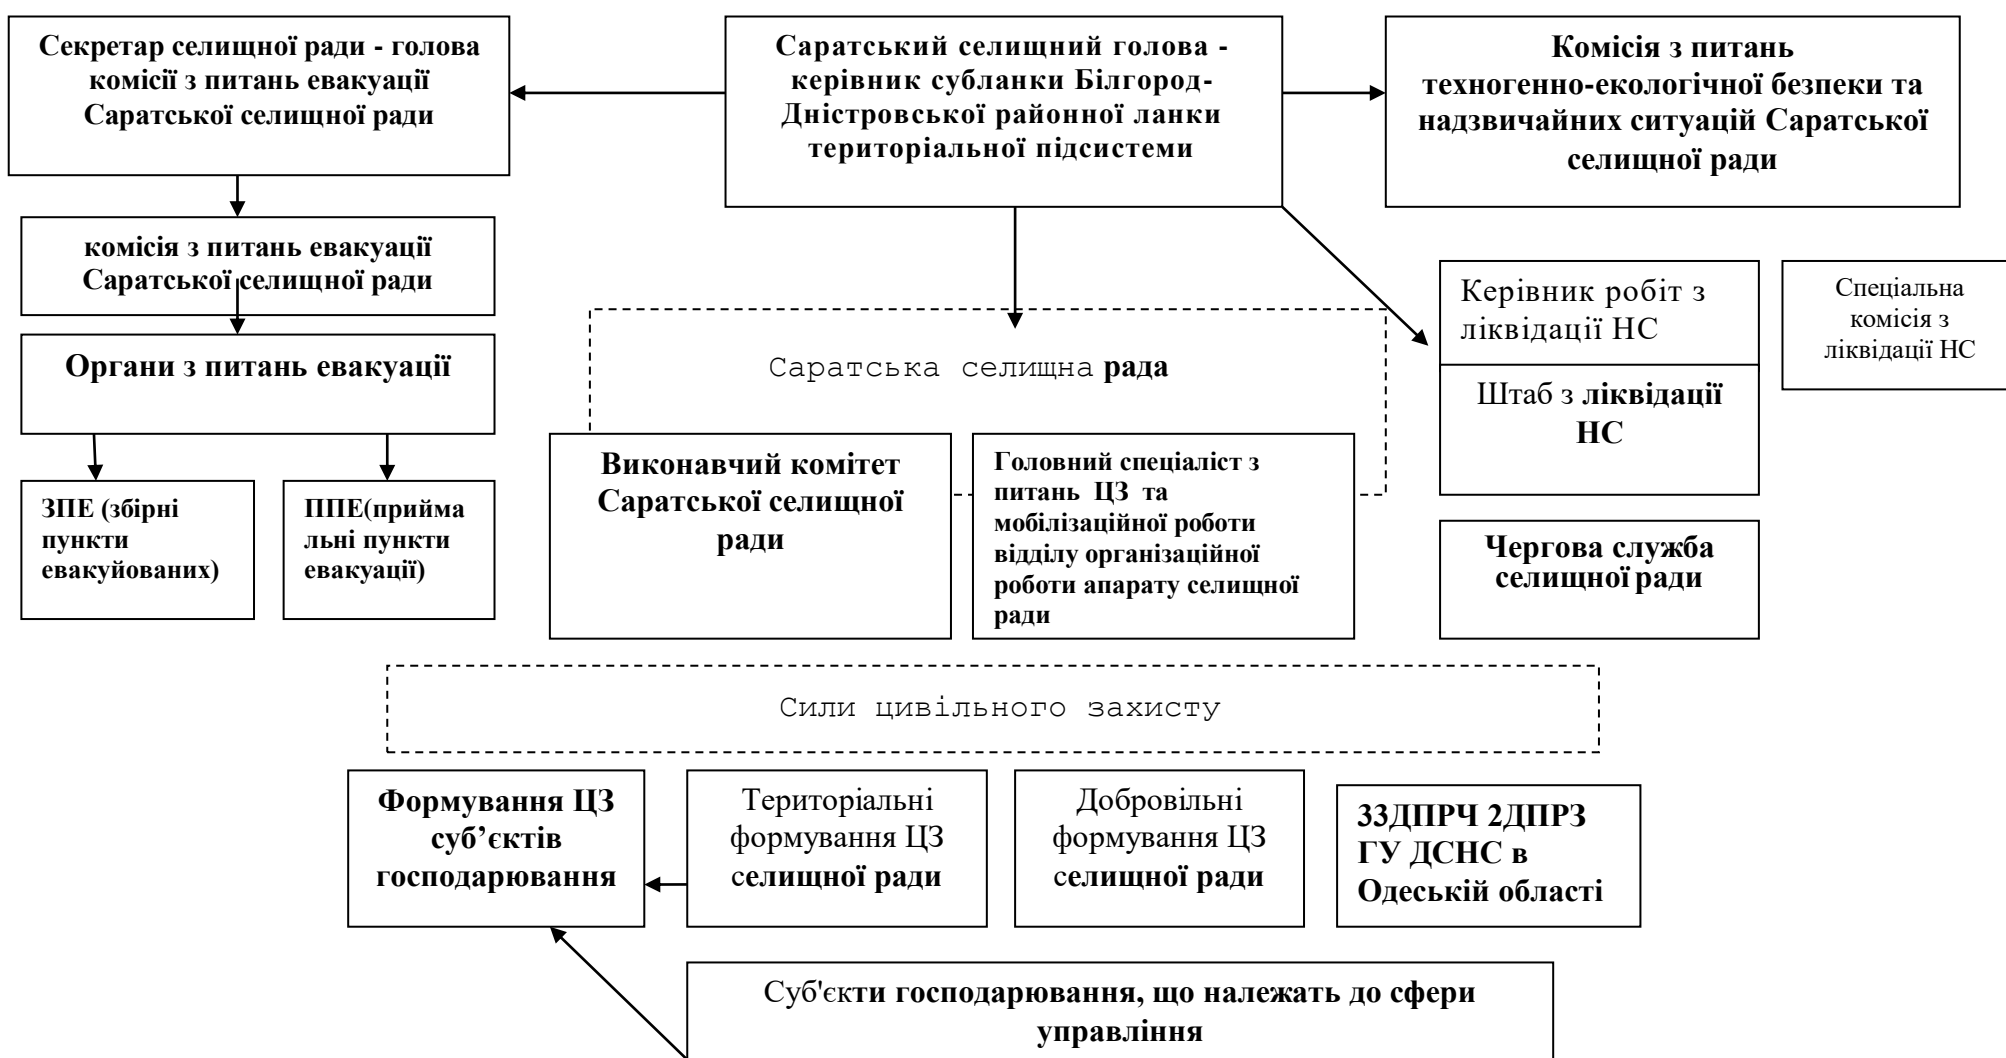 Секретар селищної ради - голова
комісії з питань евакуації
Саратської селищної ради
Саратський селищний голова -
керівник субланки Білгород-
Дністровської районної ланки
територіальної підсистеми
Комісія з питань
техногенно-екологічної безпеки та
надзвичайних ситуацій Саратської
селищної ради
комісія з питань евакуації
Саратської селищної ради
Органи з питань евакуації
ЗПЕ (збірні
пункти
евакуйованих)
ППЕ(прийма
льні пункти
евакуації)
Саратська селищна рада
Виконавчий комітет
Саратської селищної
ради
Головний спеціаліст з
питань ЦЗ та
мобілізаційної роботи
відділу організаційної
роботи апарату селищної
ради
Керівник робіт з
ліквідації НС
Штаб з ліквідації
НС
Спеціальна
комісія з
ліквідації НС
Чергова служба
селищної ради
Сили цивільного захисту
Формування ЦЗ
суб’єктів
господарювання
Територіальні
формування ЦЗ
селищної ради
Добровільні
формування ЦЗ
селищної ради
33ДПРЧ 2ДПРЗ
ГУ ДСНС в
Одеській області
Суб'єкти господарювання, що належать до сфери
управління